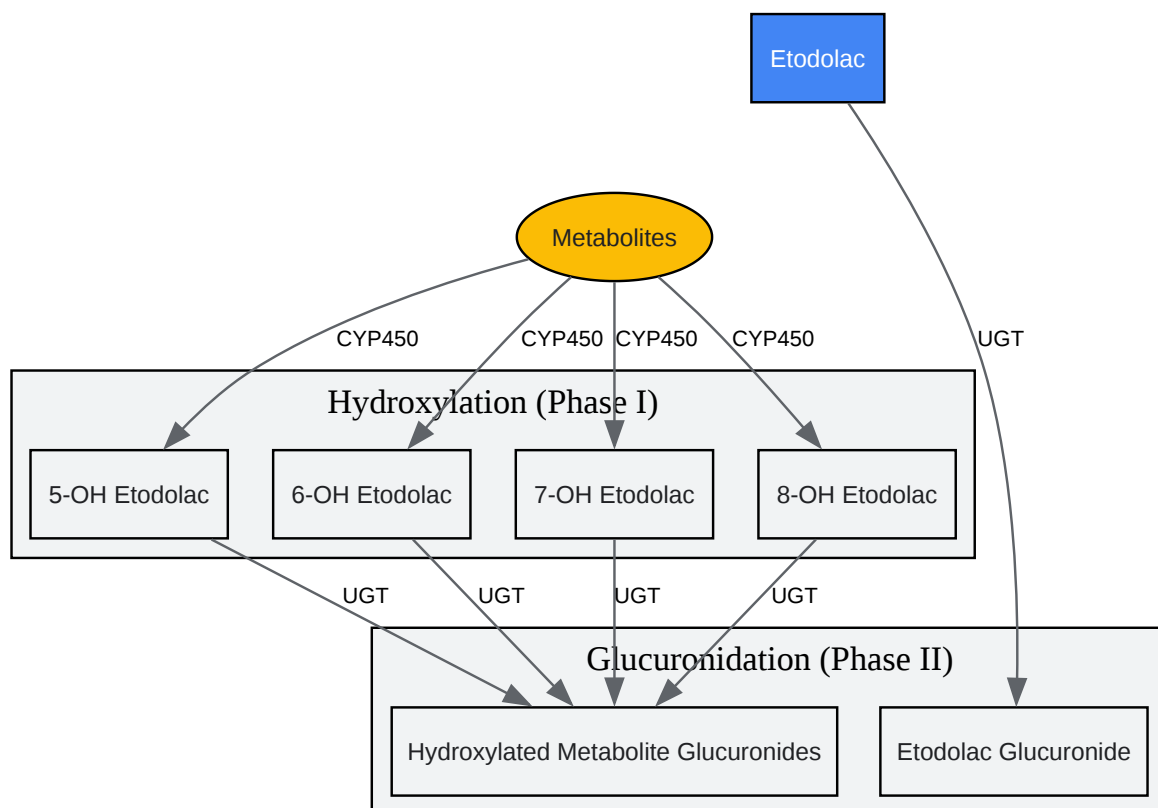 Etodolac
Metabolites
CYP450
CYP450
CYP450
CYP450
UGT
Hydroxylation (Phase I)
5-OH Etodolac
6-OH Etodolac
7-OH Etodolac
8-OH Etodolac
UGT
UGT
UGT
UGT
Glucuronidation (Phase II)
Hydroxylated Metabolite Glucuronides
Etodolac Glucuronide